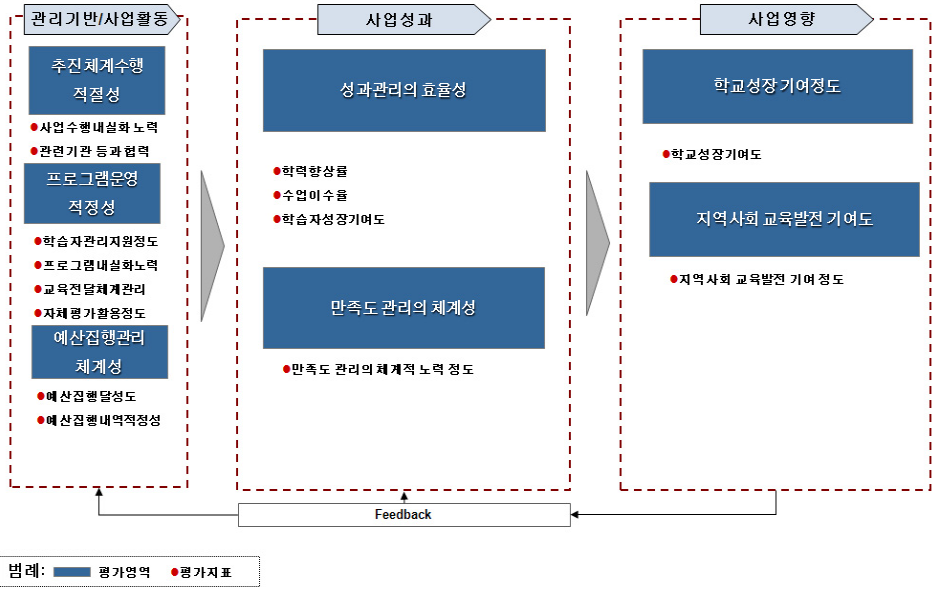 관리기반/사업활동
추진체계수행
적절성
사업수행내실화 노력
관련기관 등과 협력
프로그램운영
적정성
학습자관리지원정도
프로그램내실화노력
교육전달체계관리
자체평가활용정도
예산집행관리
체계성
예산집행달성도
예산집행내역적정성
사업성과
성과관리의 효율성
학력향상률
수업이수율
학습자성장기여도
만족도 관리의 체계성
만족도 관리의 체계적 노력 정도
사업영향
학교성장 기여정도
학교성장기여도
지역사회 교육발전 기여도
지역사회 교육발전 기여 정도
Feedback
범례: 평가영역 평가지표